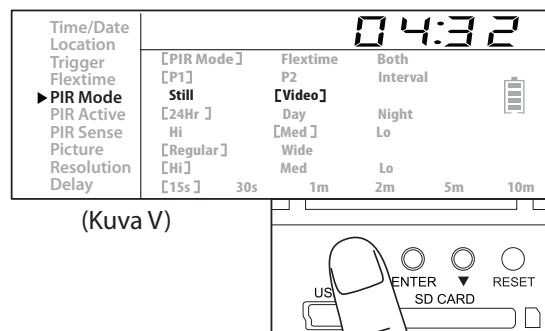 04:32
Time/Date
Location
Trigger [PIR Mode] Flextime Both
Flextime [P1] P2 Interval
▶PIR Mode Still [Video]
PIR Active [24Hr ] Day Night
PIR Sense Hi [Med ] Lo
Picture [Regular] Wide
Resolution [Hi] Med Lo
Delay [15s ] 30s 1m 2m 5m 10m
(Kuva V)
ENTER ▼ RESET
US
SD CARD